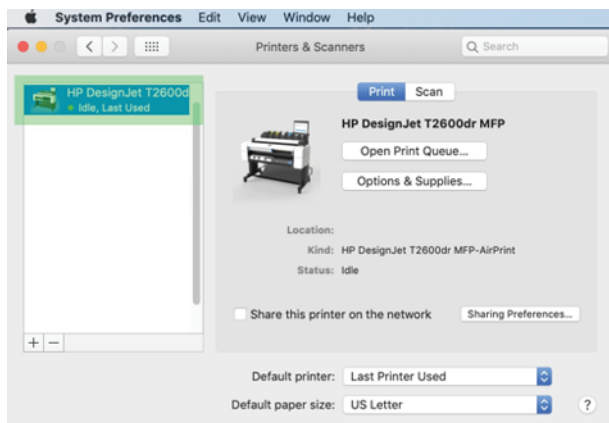 System Preferences Edit View Window Help
Printers & Scanners
Search
HP DesignJet T2600d
Idle, Last Used
Print Scan
HP DesignJet T2600dr MFP
Open Print Queue...
Options & Supplies...
Location:
Kind: HP DesignJet T2600dr MFP-AirPrint
Status: Idle
Share this printer on the network
Sharing Preferences...
+ −
Default printer: Last Printer Used
Default paper size: US Letter
?